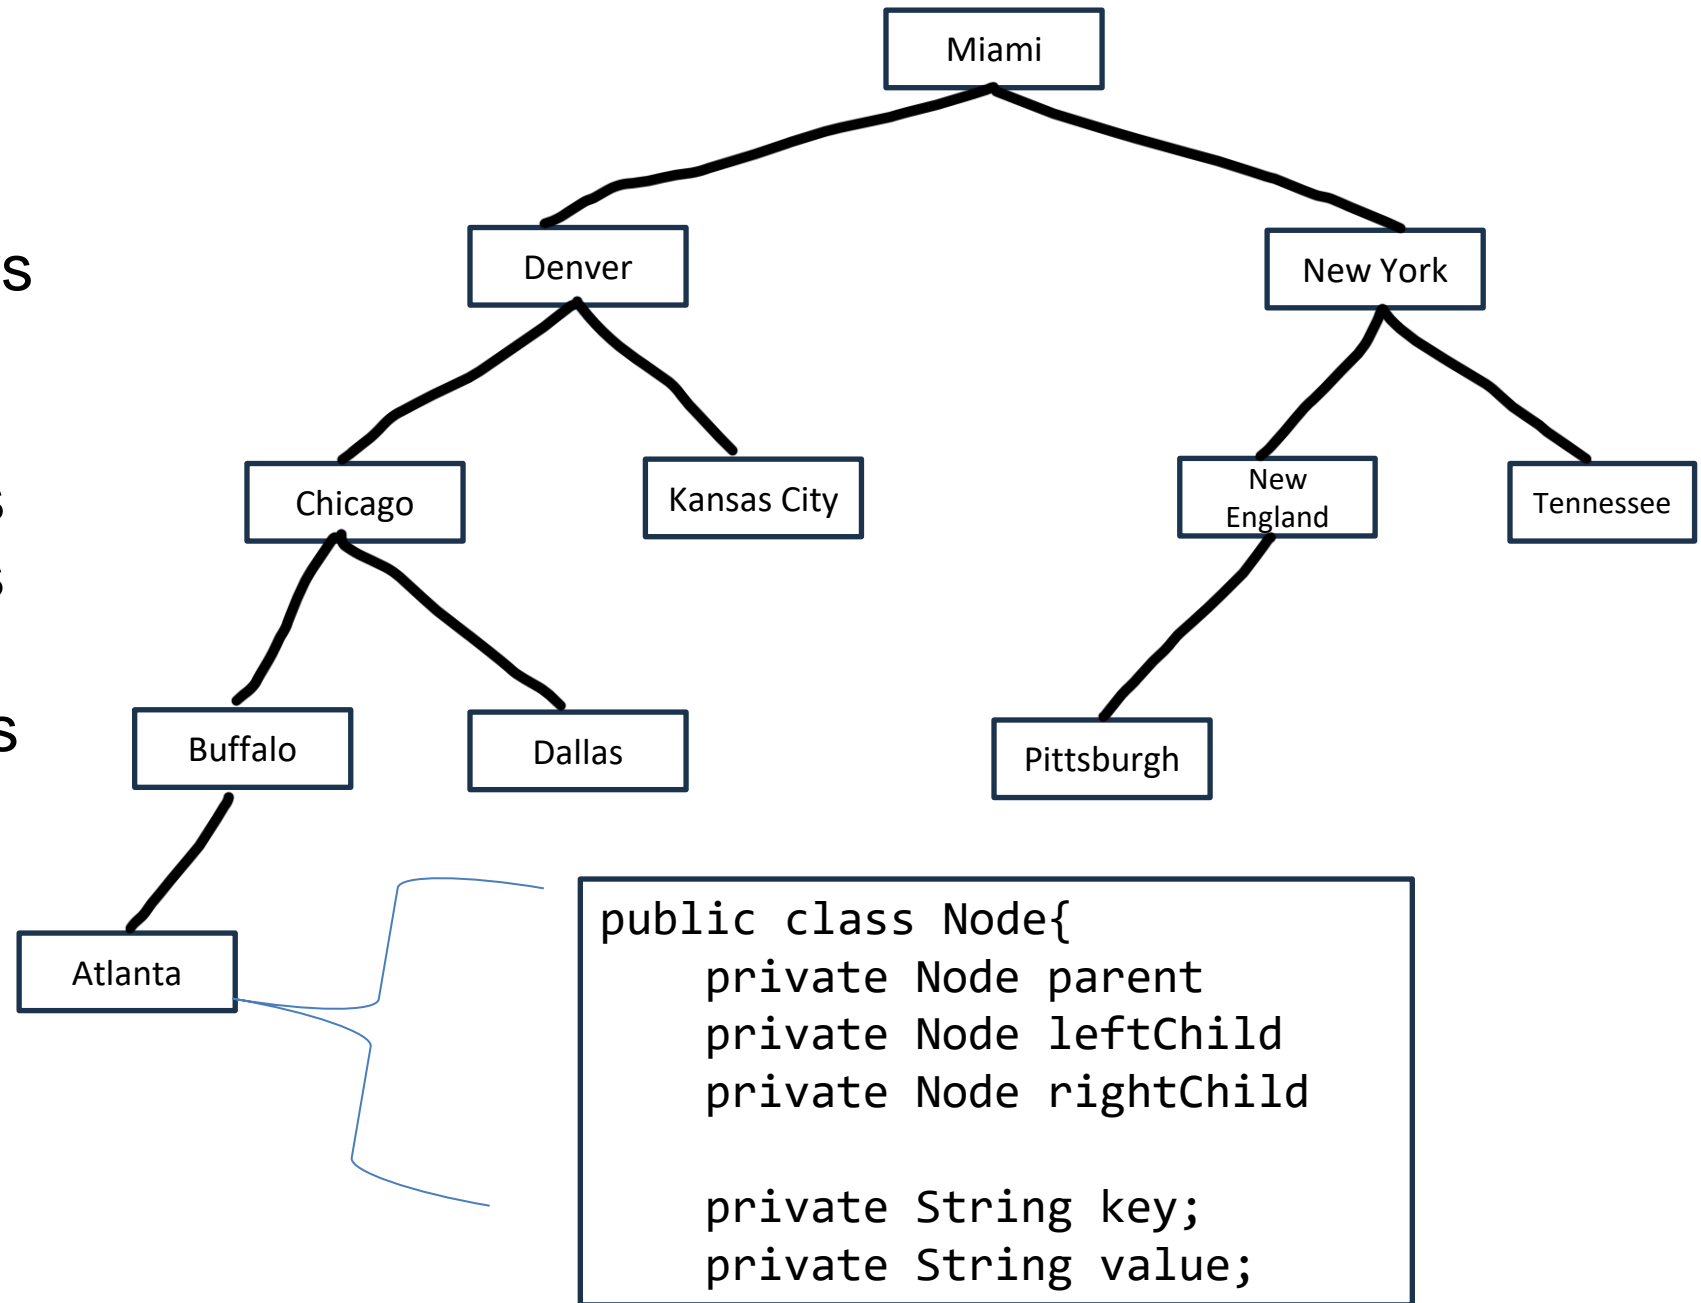 Miami
Denver
New York
Chicago
Kansas City
New
England
Tennessee
Buffalo
Dallas
Pittsburgh
Atlanta
public class Node{
    private Node parent
    private Node leftChild
    private Node rightChild
    private String key;
    private String value;